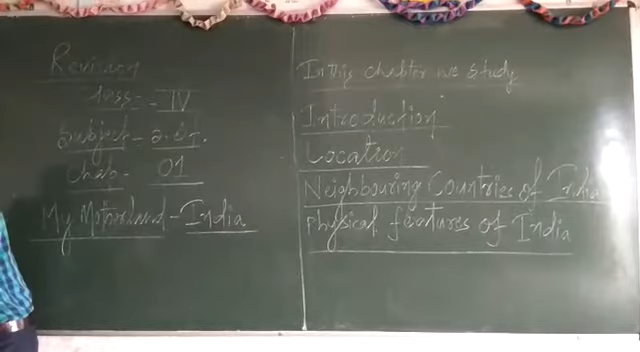 Revision
Class - IV
Subject - S.St.
Chap - 01
My Motherland - India
In this chapter we study
Introduction
Location
Neighbouring Countries of India
Physical features of India